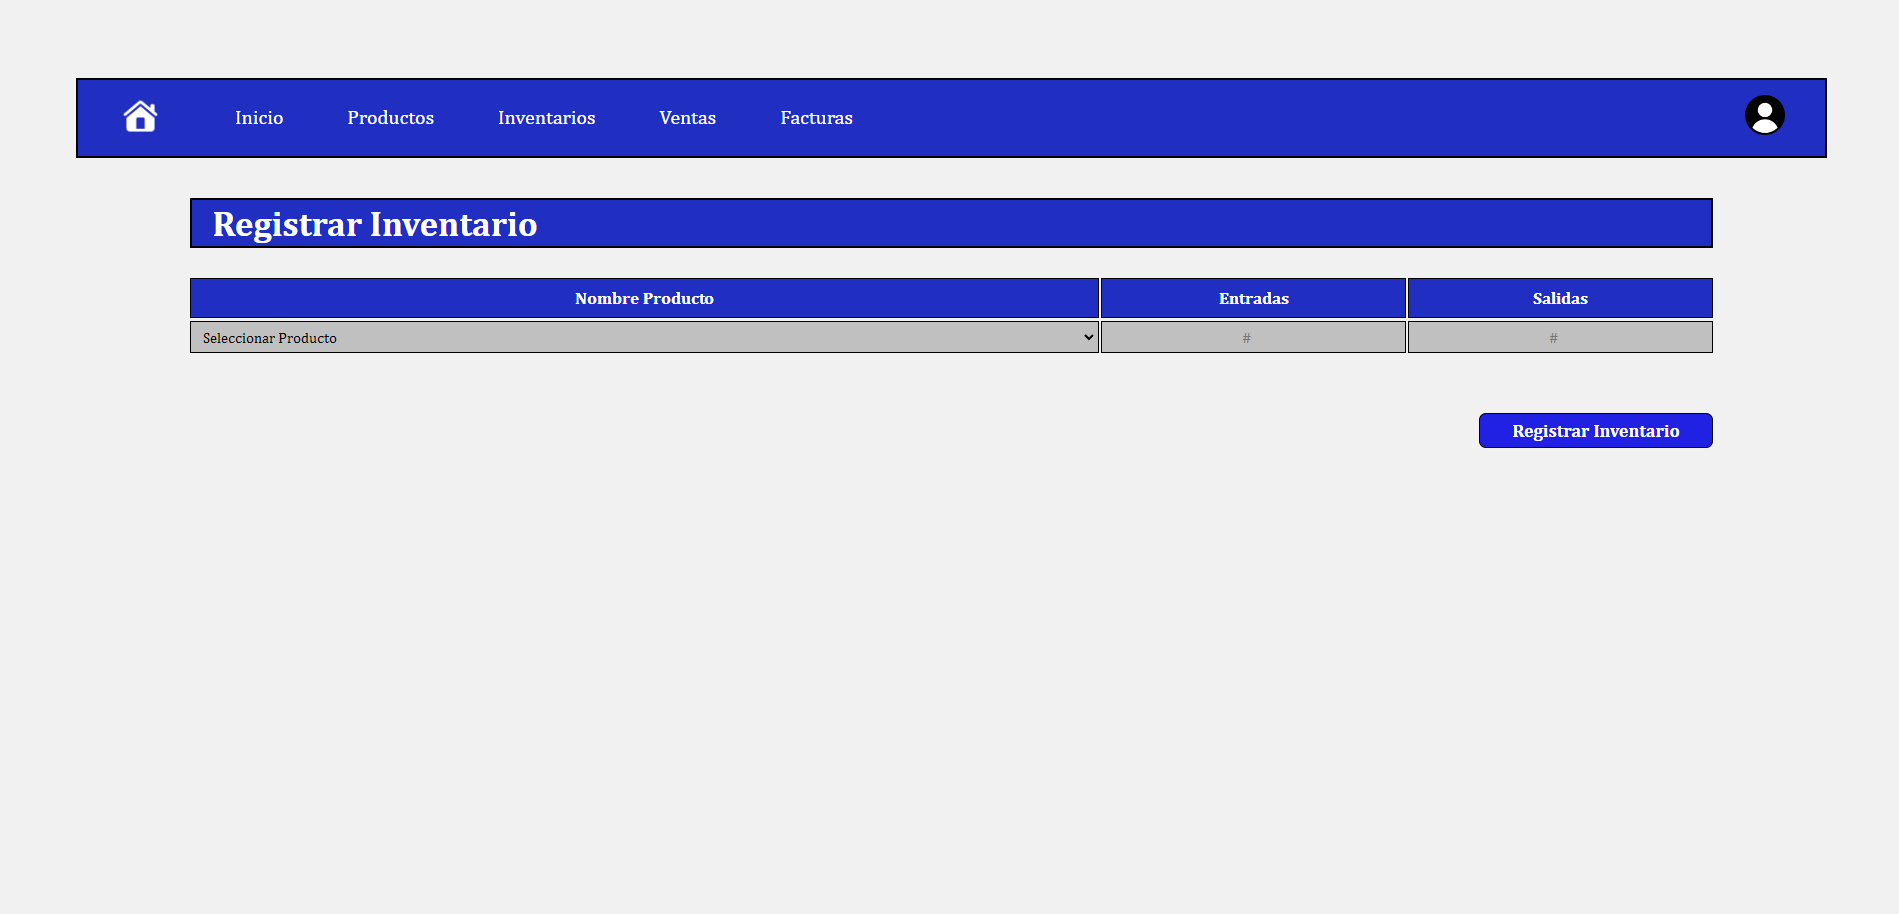 Inicio Productos Inventarios Ventas Facturas
Registrar Inventario
Nombre Producto Entradas Salidas
Seleccionar Producto # #
Registrar Inventario